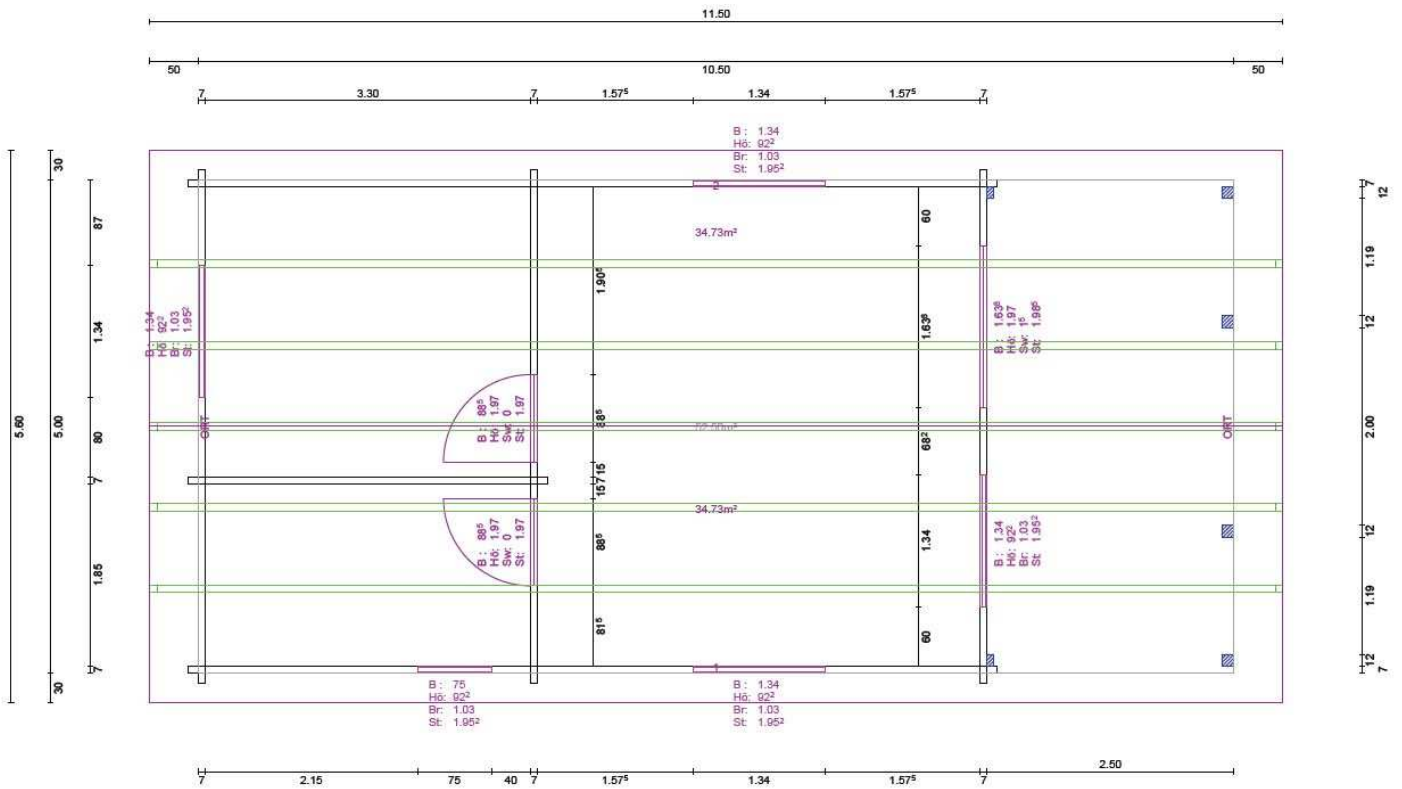 11.50
50
10.50
50
7
3.30
7
1.57⁵
1.34
1.57⁵
7
B : 1.34
Hö: 92²
Br: 1.03
St: 1.95²
2
5.60
30
5.00
30
87
1.34
80
7
1.85
7
B : 1.34
Hö: 92²
Br: 1.03
St: 1.95²
ORT
34.73m²
1.90⁵
88⁵
15
7
15
88⁵
81⁵
B : 88⁵
Hö: 1.97
Sw: 0
St: 1.97
B : 88⁵
Hö: 1.97
Sw: 0
St: 1.97
34.73m²
60
1.63⁸
68²
1.34
60
B : 1.63⁸
Hö: 1.97
Sw: 1⁵
St: 1.98⁵
B : 1.34
Hö: 92²
Br: 1.03
St: 1.95²
ORT
7
12
1.19
12
2.00
12
1.19
12
7
1
B : 75
Hö: 92²
Br: 1.03
St: 1.95²
B : 1.34
Hö: 92²
Br: 1.03
St: 1.95²
7
2.15
75
40
7
1.57⁵
1.34
1.57⁵
7
2.50